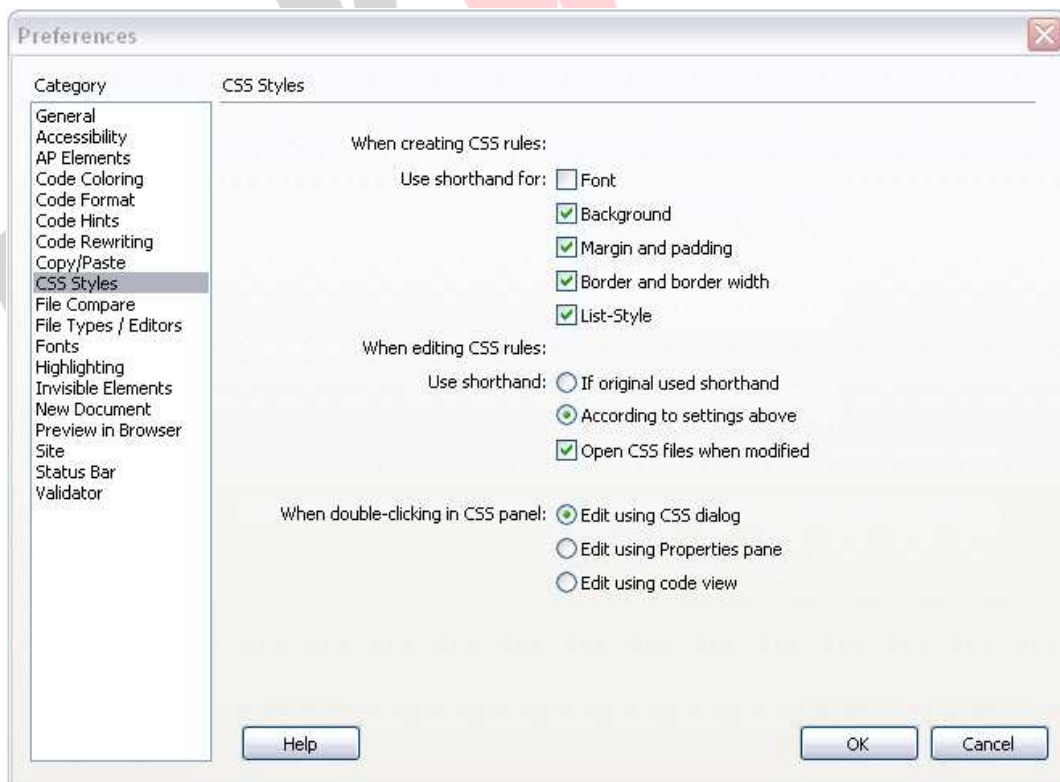 Preferences
Category
CSS Styles
General
Accessibility
AP Elements
Code Coloring
Code Format
Code Hints
Code Rewriting
Copy/Paste
CSS Styles
File Compare
File Types / Editors
Fonts
Highlighting
Invisible Elements
New Document
Preview in Browser
Site
Status Bar
Validator
When creating CSS rules:
Use shorthand for: Font
Background
Margin and padding
Border and border width
List-Style
When editing CSS rules:
Use shorthand: If original used shorthand
According to settings above
Open CSS files when modified
When double-clicking in CSS panel: Edit using CSS dialog
Edit using Properties pane
Edit using code view
Help
OK
Cancel